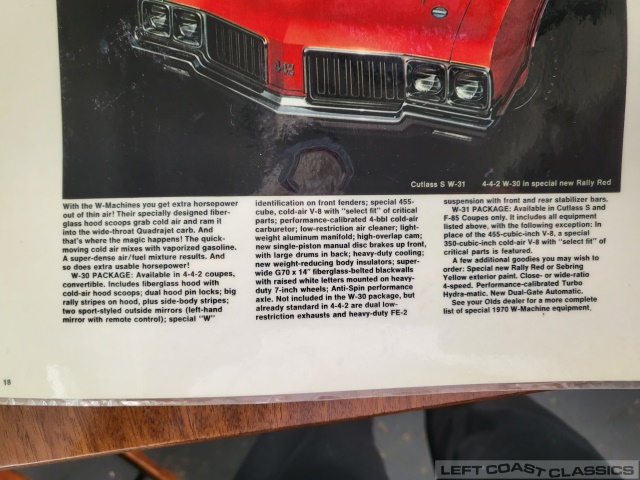 442
Cutlass S W-31 4-4-2 W-30 in special new Rally Red
With the W-Machines you get extra horsepower
out of thin air! Their specially designed fiber-
glass hood scoops grab cold air and ram it
into the wide-throat Quadrajet carb. And
that's where the magic happens! The quick-
moving cold air mixes with vaporized gasoline.
A super-dense air/fuel mixture results. And
so does extra usable horsepower!
W-30 PACKAGE: Available in 4-4-2 coupes,
convertible. Includes fiberglass hood with
cold-air hood scoops; dual hood pin locks; big
rally stripes on hood, plus side-body stripes;
two sport-styled outside mirrors (left-hand
mirror with remote control); special "W"
identification on front fenders; special 455-
cube, cold-air V-8 with "select fit" of critical
parts; performance-calibrated 4-bbl cold-air
carburetor; low-restriction air cleaner; light-
weight aluminum manifold; high-overlap cam;
new single-piston manual disc brakes up front,
with large drums in back; heavy-duty cooling;
new weight-reducing body insulators; super-
wide G70 x 14" fiberglass-belted blackwalls
with raised white letters mounted on heavy-
duty 7-inch wheels; Anti-Spin performance
axle. Not included in the W-30 package, but
already standard in 4-4-2 are dual low-
restriction exhausts and heavy-duty FE-2
suspension with front and rear stabilizer bars.
W-31 PACKAGE: Available in Cutlass S and
F-85 Coupes only. It includes all equipment
listed above, with the following exception: In
place of the 455-cubic-inch V-8, a special
350-cubic-inch cold-air V-8 with "select fit" of
critical parts is featured.
A few additional goodies you may wish to
order: Special new Rally Red or Sebring
Yellow exterior paint. Close- or wide-ratio
4-speed. Performance-calibrated Turbo
Hydra-matic. New Dual-Gate Automatic.
See your Olds dealer for a more complete
list of special 1970 W-Machine equipment.
18
LEFT COAST CLASSICS